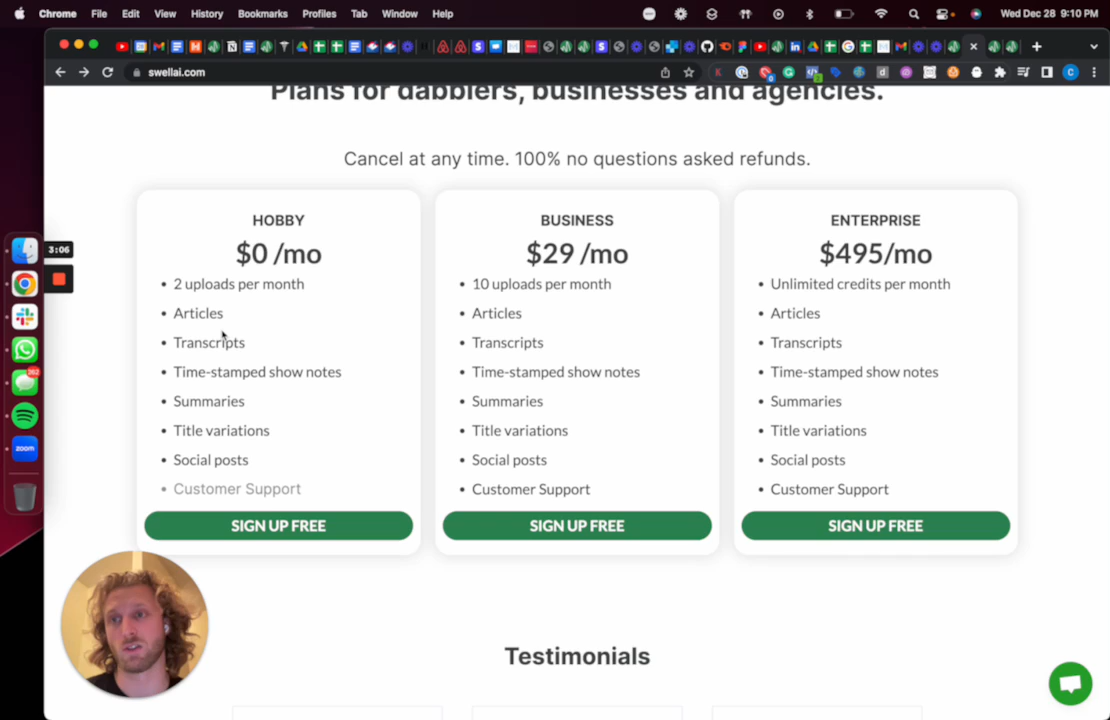 Chrome File Edit View History Bookmarks Profiles Tab Window Help Wed Dec 28 9:10 PM
swellai.com
Plans for dabblers, businesses and agencies.
Cancel at any time. 100% no questions asked refunds.
HOBBY
$0 /mo
• 2 uploads per month
• Articles
• Transcripts
• Time-stamped show notes
• Summaries
• Title variations
• Social posts
• Customer Support
SIGN UP FREE
BUSINESS
$29 /mo
• 10 uploads per month
• Articles
• Transcripts
• Time-stamped show notes
• Summaries
• Title variations
• Social posts
• Customer Support
SIGN UP FREE
ENTERPRISE
$495/mo
• Unlimited credits per month
• Articles
• Transcripts
• Time-stamped show notes
• Summaries
• Title variations
• Social posts
• Customer Support
SIGN UP FREE
Testimonials
3:06
zoom